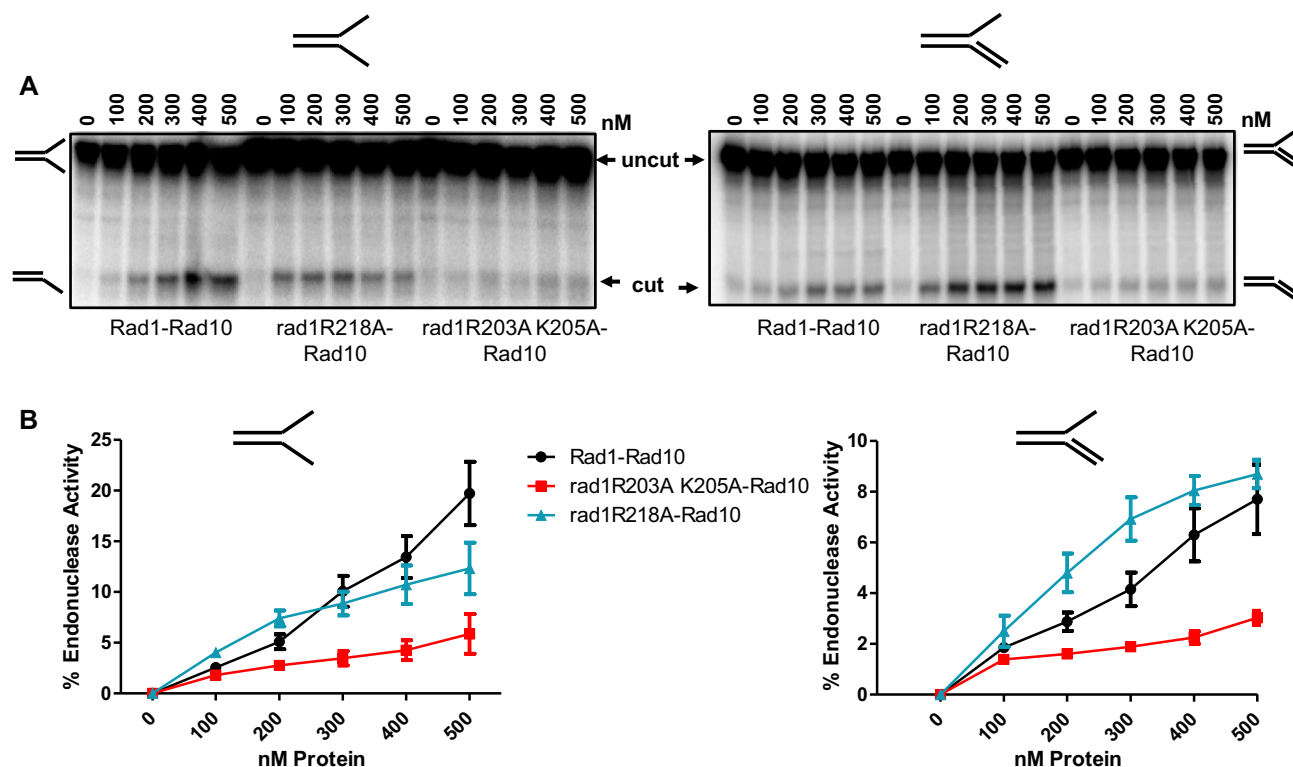 A
0 100 200 300 400 500 0 100 200 300 400 500 0 100 200 300 400 500 nM
0 100 200 300 400 500 0 100 200 300 400 500 0 100 200 300 400 500 nM
uncut
cut
Rad1-Rad10
rad1R218A-
Rad10
rad1R203A K205A-
Rad10
Rad1-Rad10
rad1R218A-
Rad10
rad1R203A K205A-
Rad10
B
% Endonuclease Activity
25
20
15
10
5
0
0 100 200 300 400 500
nM Protein
Rad1-Rad10
rad1R203A K205A-Rad10
rad1R218A-Rad10
% Endonuclease Activity
10
8
6
4
2
0
0 100 200 300 400 500
nM Protein